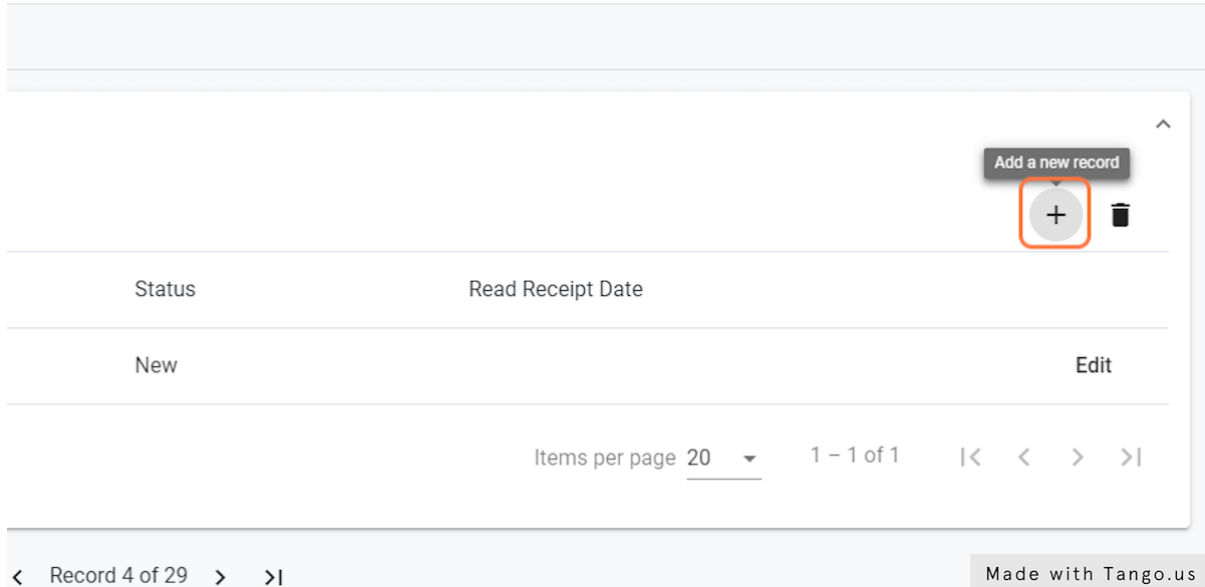 Add a new record
Status Read Receipt Date
New Edit
Items per page 20 1 – 1 of 1
Record 4 of 29
Made with Tango.us